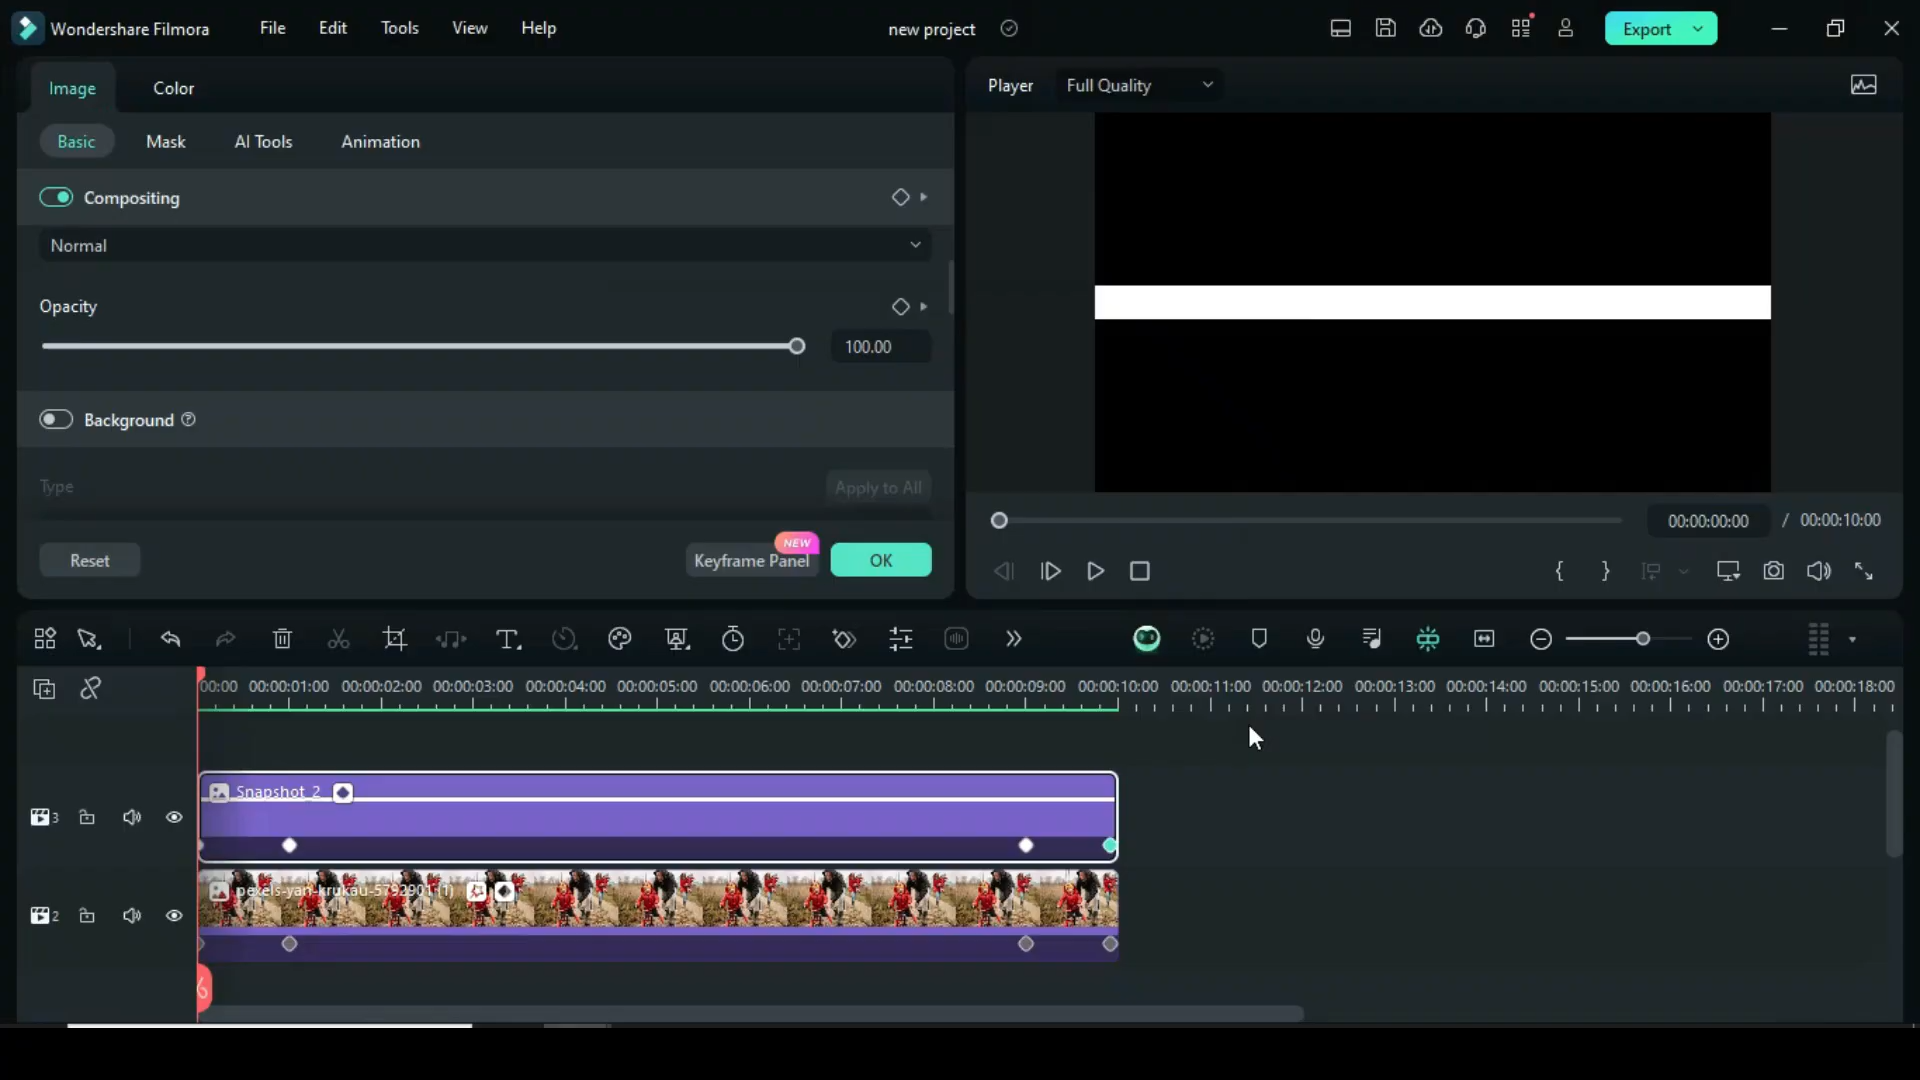 Wondershare Filmora File Edit Tools View Help new project Export
Image Color
Player Full Quality
Basic Mask AI Tools Animation
Compositing
Normal
Opacity
100.00
Background
Type Apply to All
00:00:00:00 / 00:00:10:00
NEW
Reset Keyframe Panel OK
00:00 00:00:01:00 00:00:02:00 00:00:03:00 00:00:04:00 00:00:05:00 00:00:06:00 00:00:07:00 00:00:08:00 00:00:09:00 00:00:10:00 00:00:11:00 00:00:12:00 00:00:13:00 00:00:14:00 00:00:15:00 00:00:16:00 00:00:17:00 00:00:18:00
Snapshot_2
3
pexels-yan-krukau-5792901 (1)
2